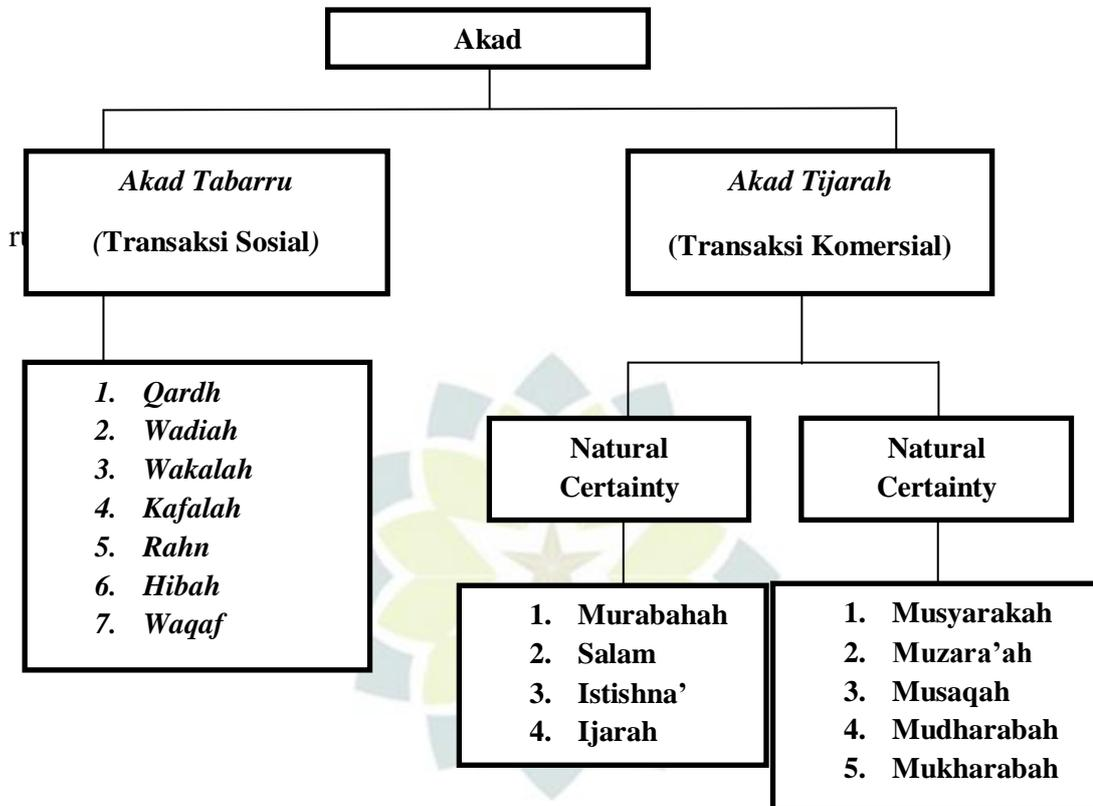 Akad
Akad Tabarru
(Transaksi Sosial)
Akad Tijarah
(Transaksi Komersial)
1. Qardh
2. Wadiah
3. Wakalah
4. Kafalah
5. Rahn
6. Hibah
7. Waqaf
Natural
Certainty
1. Murabahah
2. Salam
3. Istishna’
4. Ijarah
Natural
Certainty
1. Musyarakah
2. Muzara’ah
3. Musaqah
4. Mudharabah
5. Mukharabah